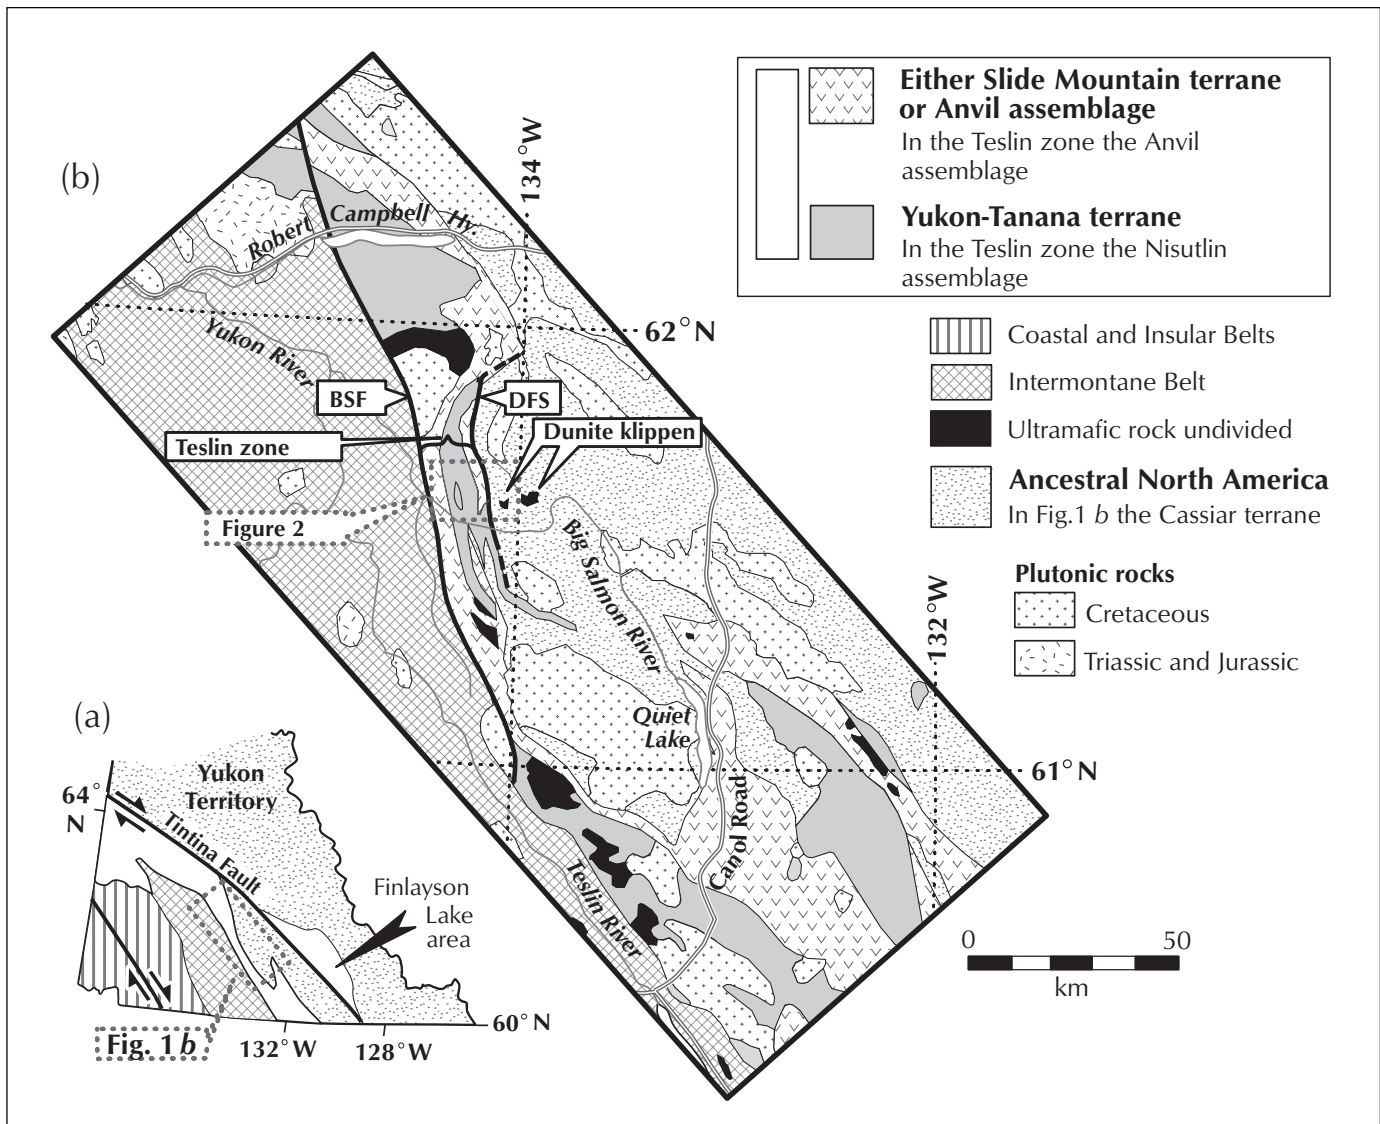 (b)
Robert Campbell Hy.
134°W
Yukon River
62°N
BSF
DFS
Teslin zone
Dunite klippen
Figure 2
Big Salmon River
Quiet
Lake
132°W
61°N
Canol Road
Teslin River
0 50
km
Either Slide Mountain terrane
or Anvil assemblage
In the Teslin zone the Anvil
assemblage
Yukon-Tanana terrane
In the Teslin zone the Nisutlin
assemblage
Coastal and Insular Belts
Intermontane Belt
Ultramafic rock undivided
Ancestral North America
In Fig.1 b the Cassiar terrane
Plutonic rocks
Cretaceous
Triassic and Jurassic
(a)
Yukon
Territory
64°
N
Tintina Fault
Finlayson
Lake
area
60°N
Fig. 1 b
132°W
128°W